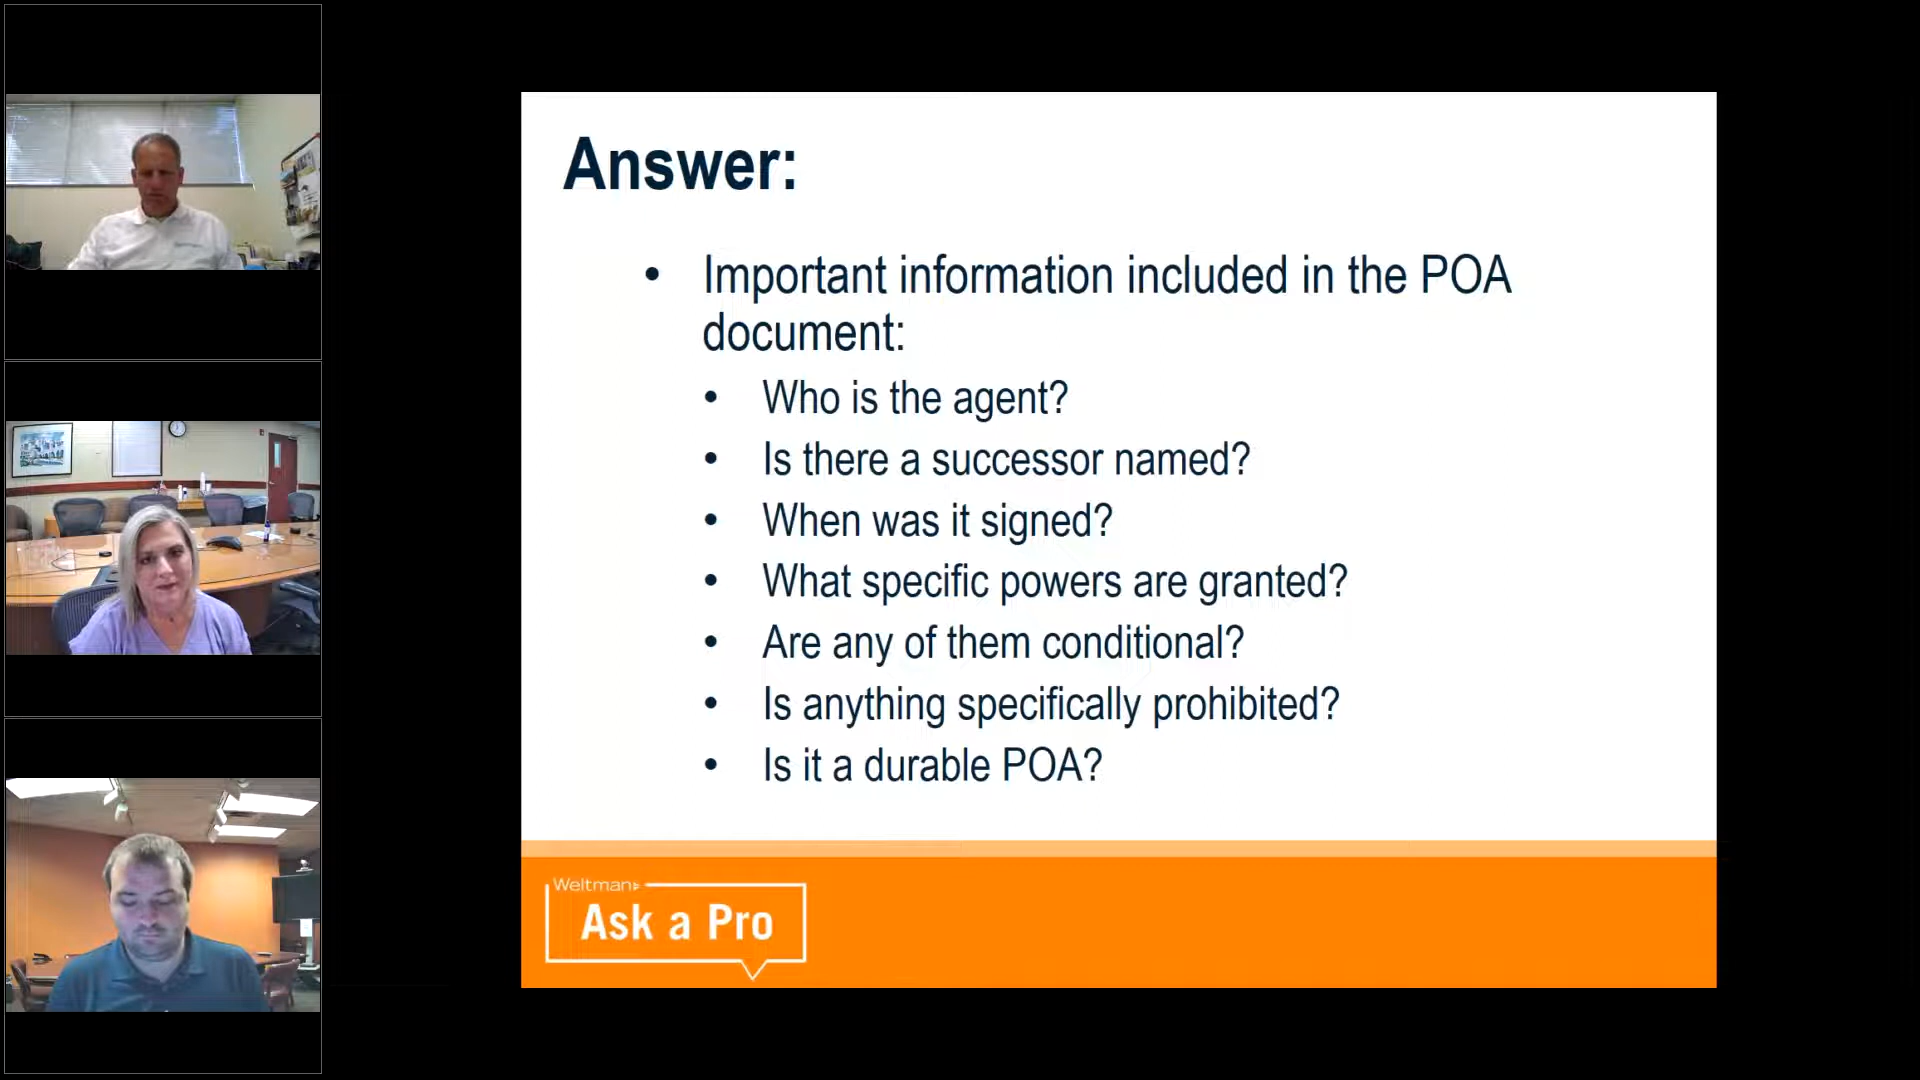 Answer:
• Important information included in the POA
document:
• Who is the agent?
• Is there a successor named?
• When was it signed?
• What specific powers are granted?
• Are any of them conditional?
• Is anything specifically prohibited?
• Is it a durable POA?
Weltman
Ask a Pro